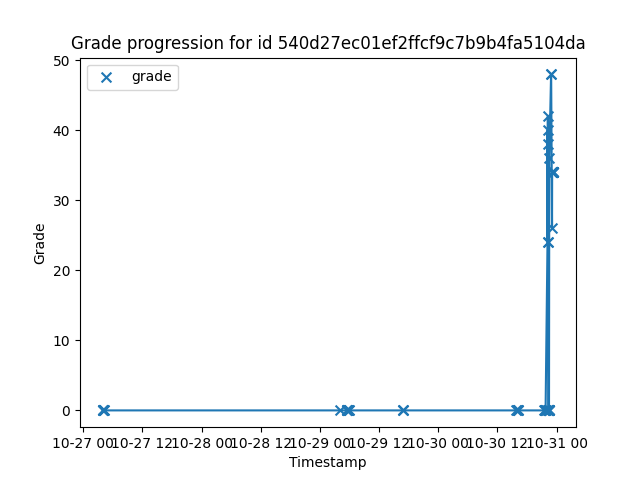 Grade progression for id 540d27ec01ef2ffcf9c7b9b4fa5104da
grade
50
40
30
20
10
0
Grade
10-27 00 10-27 12 10-28 00 10-28 12 10-29 00 10-29 12 10-30 00 10-30 12 10-31 00
Timestamp